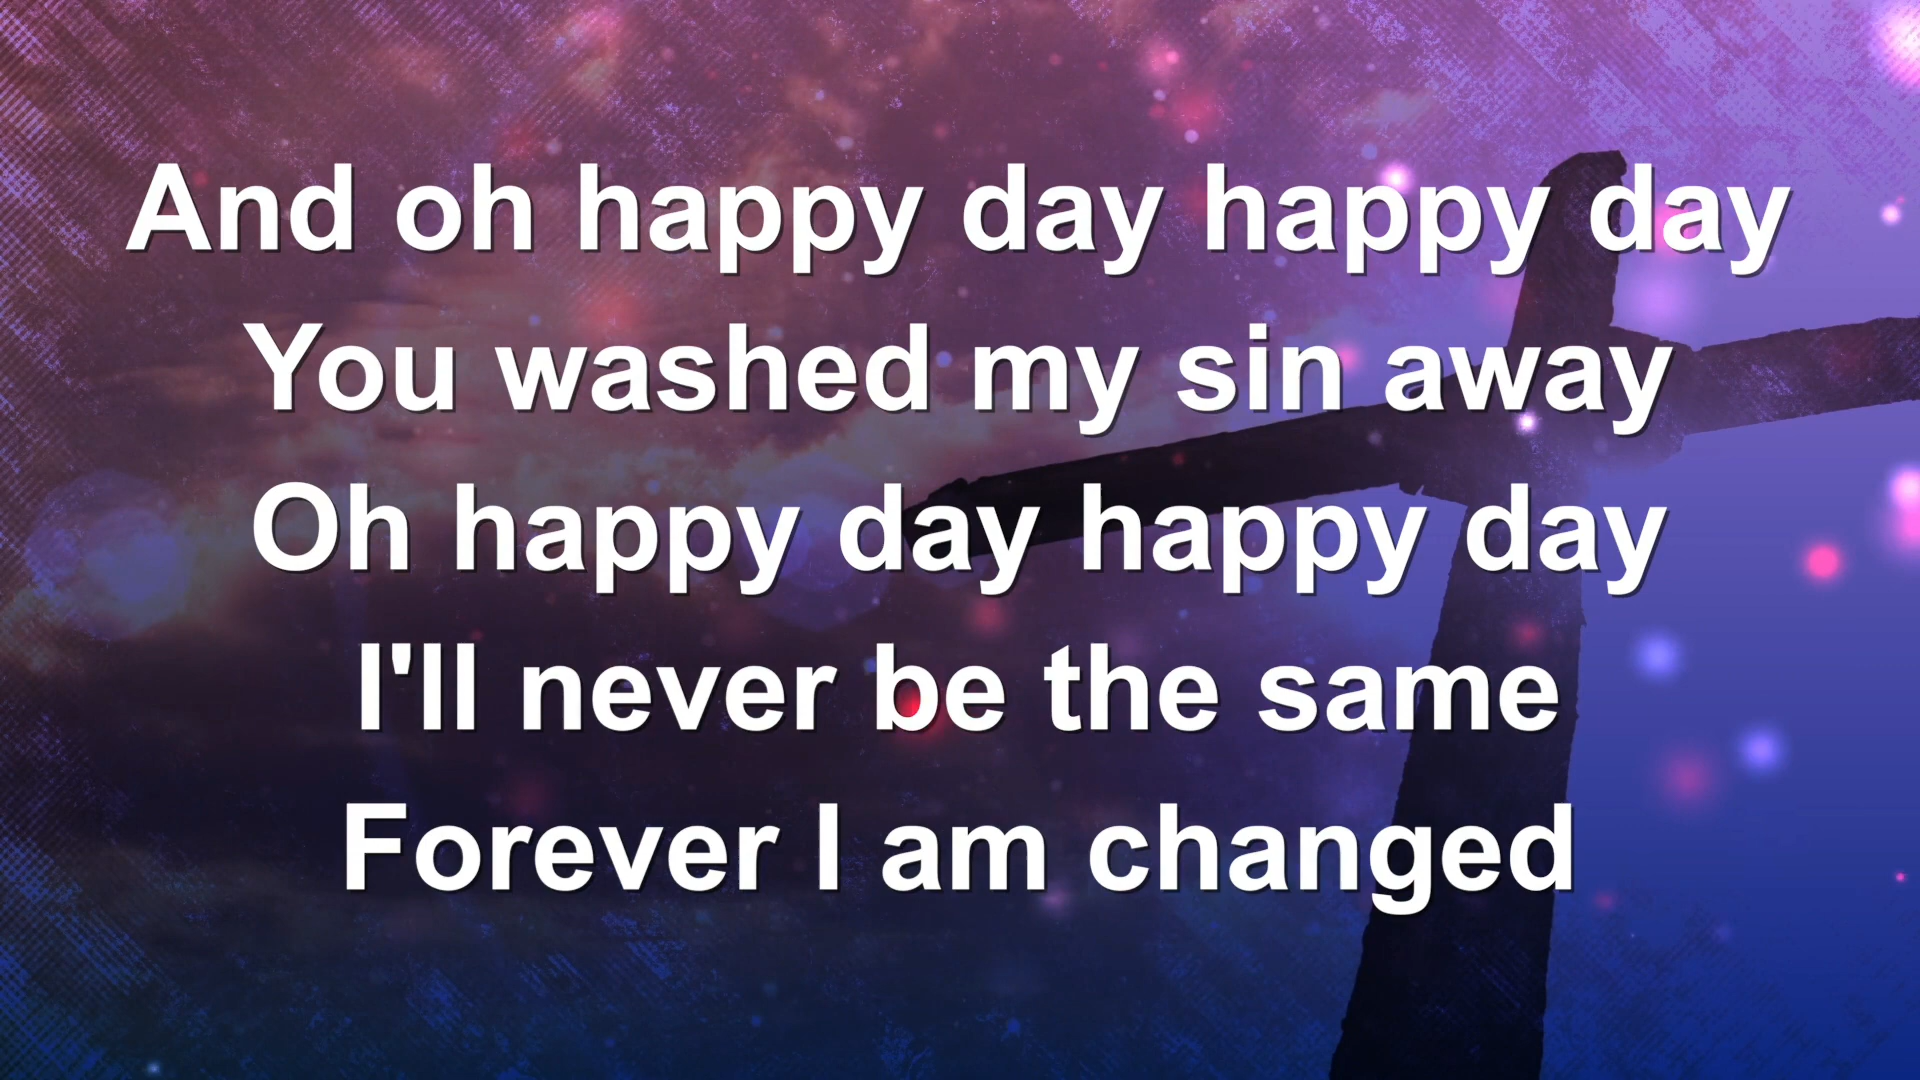 And oh happy day happy day
You washed my sin away
Oh happy day happy day
I'll never be the same
Forever I am changed